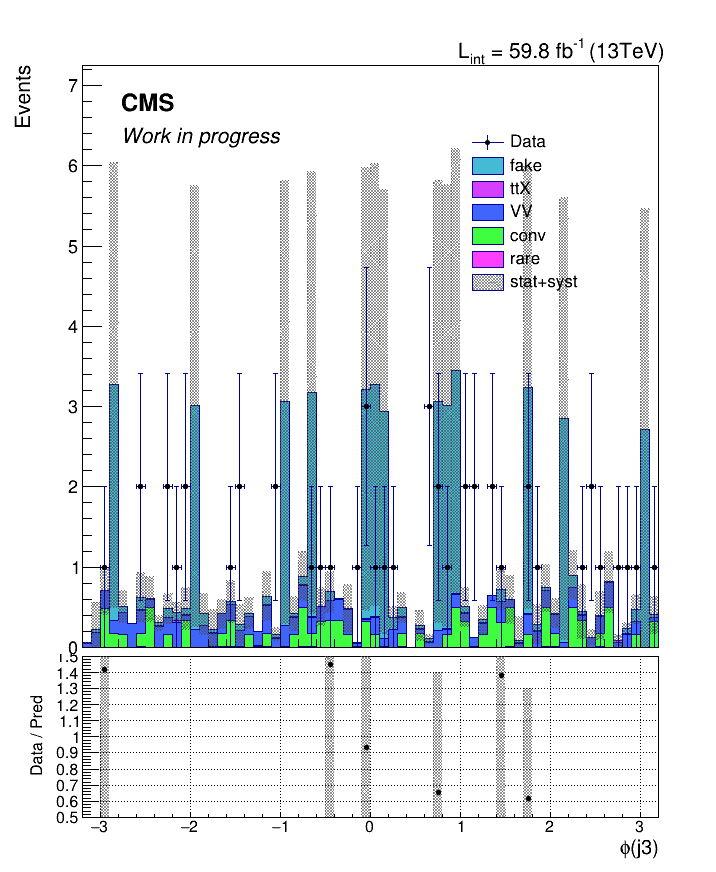 L_int = 59.8 fb^-1 (13TeV)
Events
CMS
Work in progress
Data
fake
ttX
VV
conv
rare
stat+syst
7
6
5
4
3
2
1
0
Data / Pred
1.5
1.4
1.3
1.2
1.1
1
0.9
0.8
0.7
0.6
0.5
−3
−2
−1
0
1
2
3
ϕ(j3)